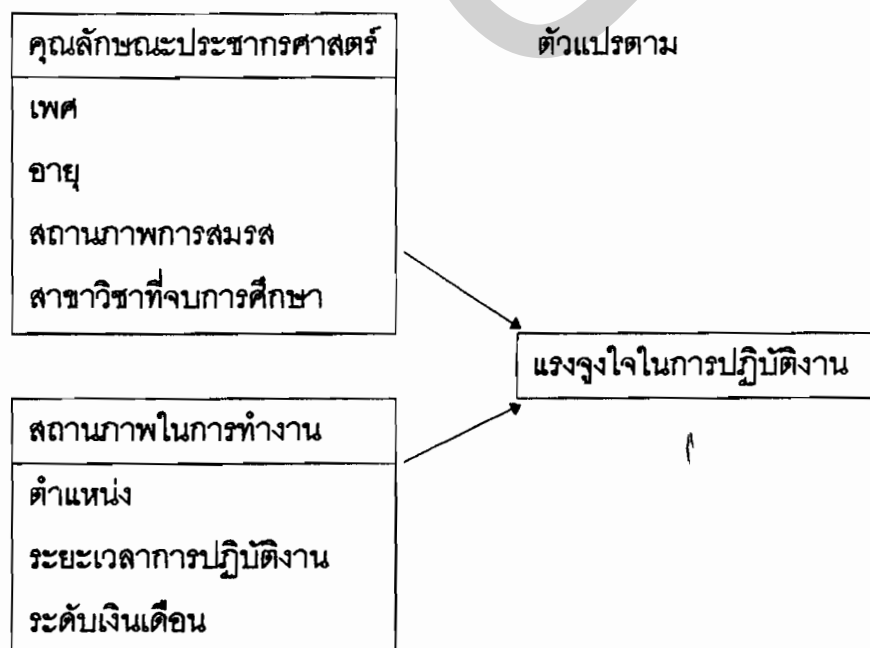 คุณลักษณะประชากรศาสตร์
ตัวแปรตาม
เพศ
อายุ
สถานภาพการสมรส
สาขาวิชาที่จบการศึกษา
แรงจูงใจในการปฏิบัติงาน
สถานภาพในการทำงาน
ตำแหน่ง
ระยะเวลาการปฏิบัติงาน
ระดับเงินเดือน